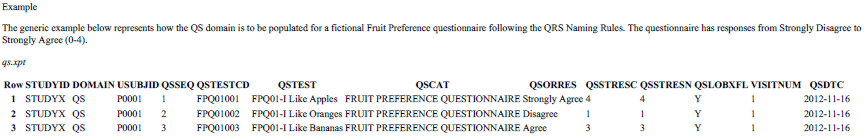 Example
The generic example below represents how the QS domain is to be populated for a fictional Fruit Preference questionnaire following the QRS Naming Rules. The questionnaire has responses from Strongly Disagree to
Strongly Agree (0-4).
qs.xpt
Row STUDYID DOMAIN USUBJID QSSEQ QSTESTCD QSTEST QSCAT QSORRES QSSTRESC QSSTRESN QSLOBXFL VISITNUM QSDTC
1 STUDYX QS P0001 1 FPQ01001 FPQ01-I Like Apples FRUIT PREFERENCE QUESTIONNAIRE Strongly Agree 4 4 Y 1 2012-11-16
2 STUDYX QS P0001 2 FPQ01002 FPQ01-I Like Oranges FRUIT PREFERENCE QUESTIONNAIRE Disagree 1 1 Y 1 2012-11-16
3 STUDYX QS P0001 3 FPQ01003 FPQ01-I Like Bananas FRUIT PREFERENCE QUESTIONNAIRE Agree 3 3 Y 1 2012-11-16